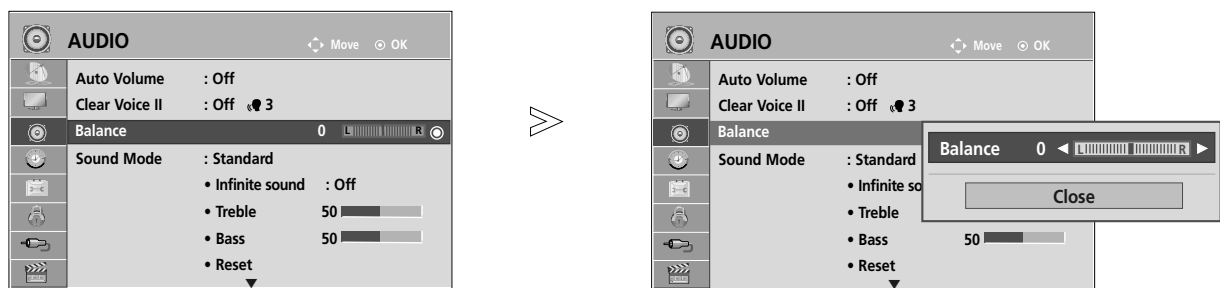 AUDIO Move OK
Auto Volume : Off
Clear Voice II : Off 3
Balance 0 L R
Sound Mode : Standard
• Infinite sound : Off
• Treble 50
• Bass 50
• Reset
AUDIO Move OK
Auto Volume : Off
Clear Voice II : Off 3
Balance
Sound Mode : Standard
• Infinite so
• Treble
• Bass 50
• Reset
Balance 0 ◄ L R ►
Close